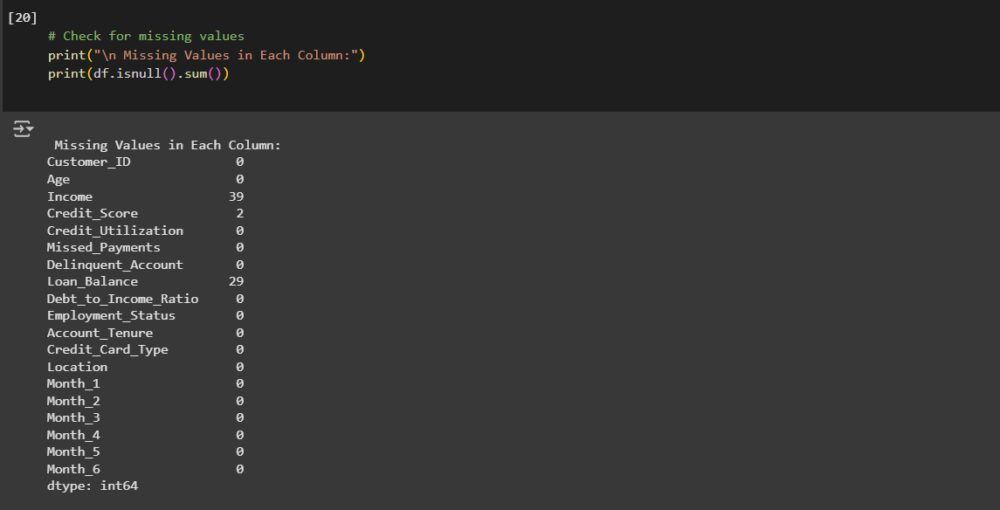 [20]
# Check for missing values
print("\n Missing Values in Each Column:")
print(df.isnull().sum())
Missing Values in Each Column:
Customer_ID 0
Age 0
Income 39
Credit_Score 2
Credit_Utilization 0
Missed_Payments 0
Delinquent_Account 0
Loan_Balance 29
Debt_to_Income_Ratio 0
Employment_Status 0
Account_Tenure 0
Credit_Card_Type 0
Location 0
Month_1 0
Month_2 0
Month_3 0
Month_4 0
Month_5 0
Month_6 0
dtype: int64